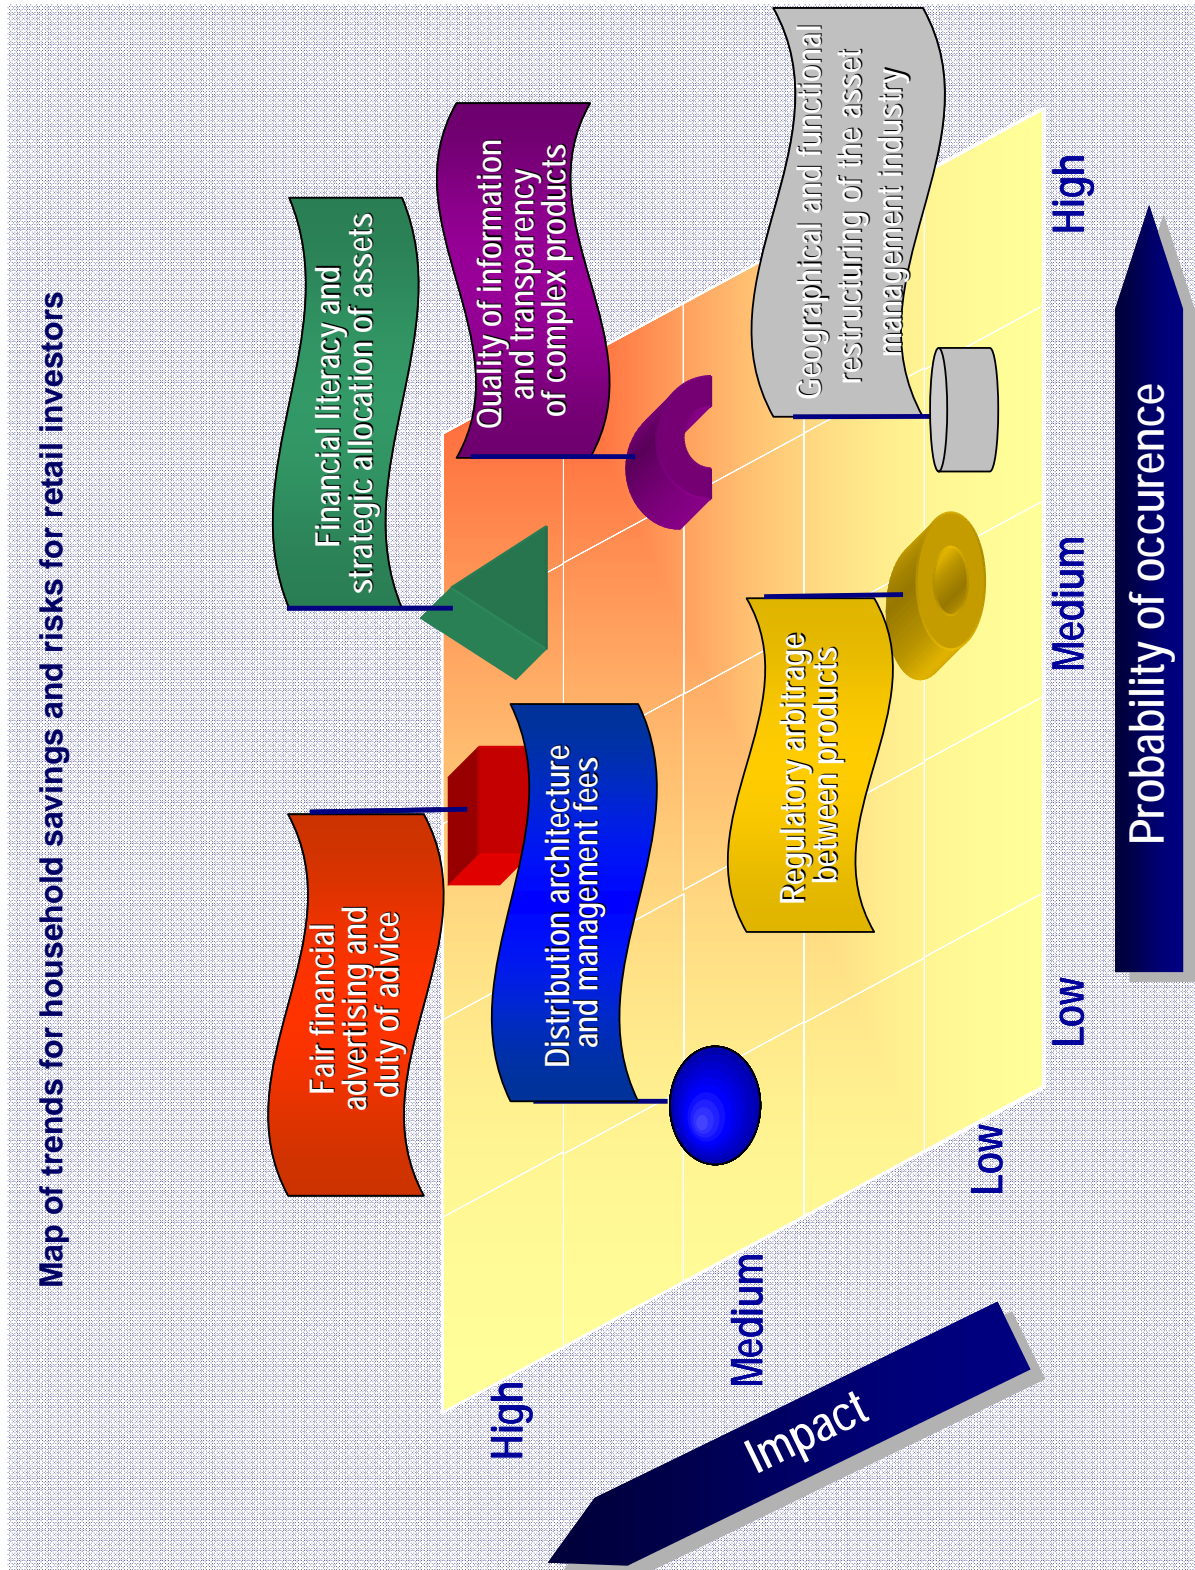 Map of trends for household savings and risks for retail investors
Financial literacy and
strategic allocation of assets
Quality of information
and transparency
of complex products
Fair financial
advertising and
duty of advice
Distribution architecture
and management fees
Geographical and functional
restructuring of the asset
management industry
Regulatory arbitrage
between products
High
Medium
Low
Impact
Low
Medium
High
Probability of occurence